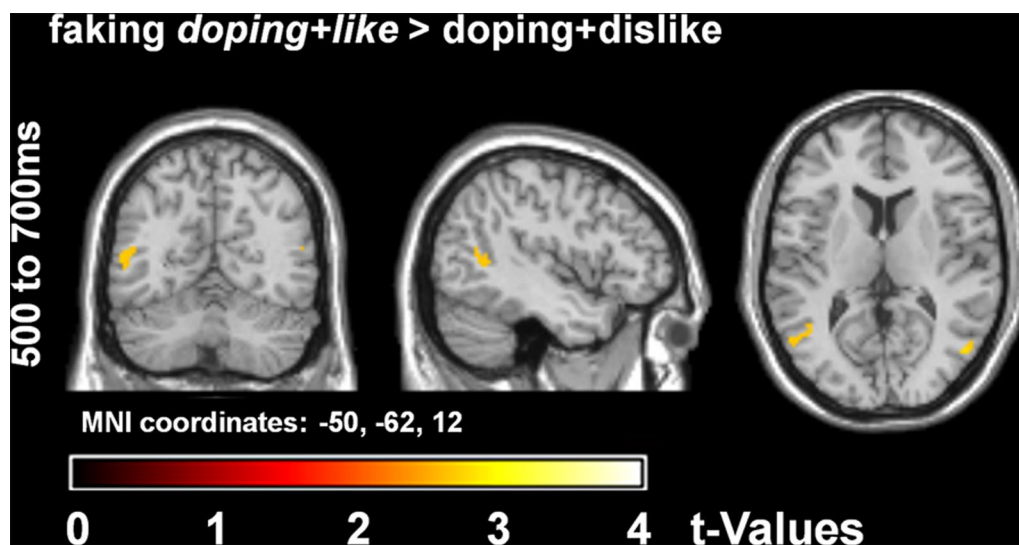 faking doping+like > doping+dislike
500 to 700ms
MNI coordinates: -50, -62, 12
0 1 2 3 4 t-Values